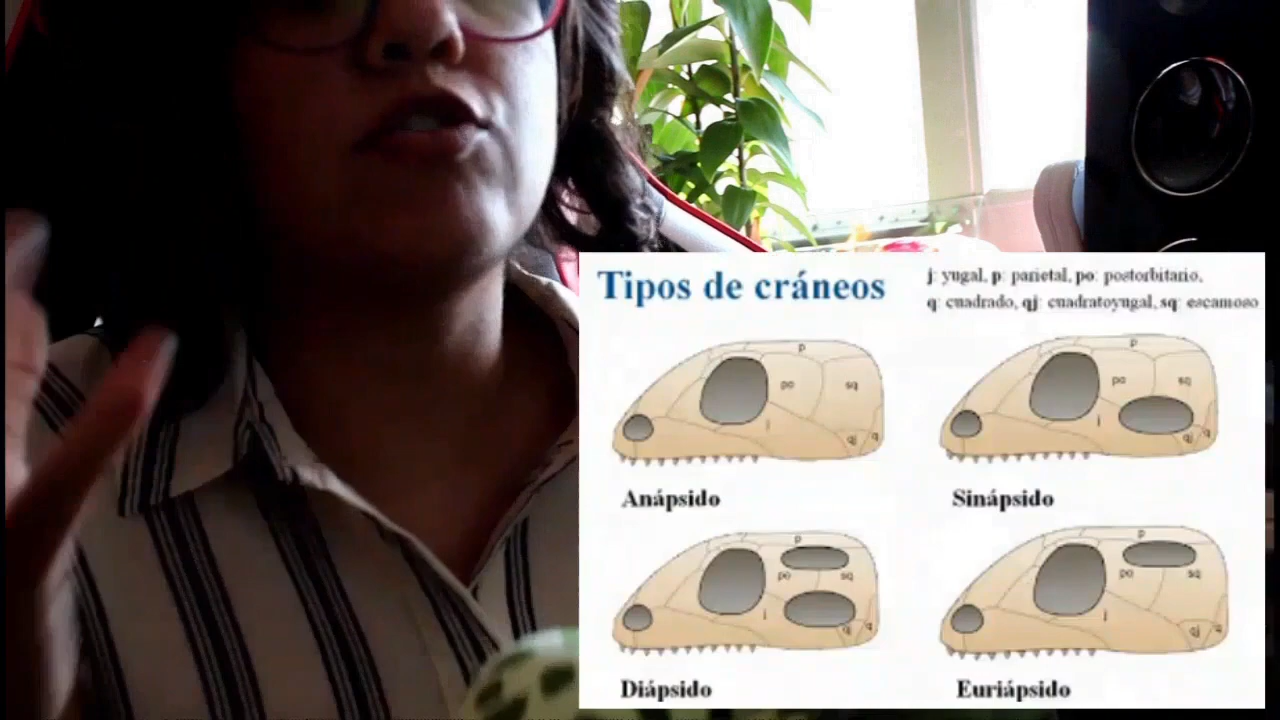 Tipos de cráneos
j: yugal, p: parietal, po: postorbitario,
q: cuadrado, qj: cuadratoyugal, sq: escamoso
p
po
sq
j
qj
q
Anápsido
p
po
sq
j
qj
q
Sinápsido
p
po
sq
j
qj
q
Diápsido
p
po
sq
j
qj
q
Euriápsido